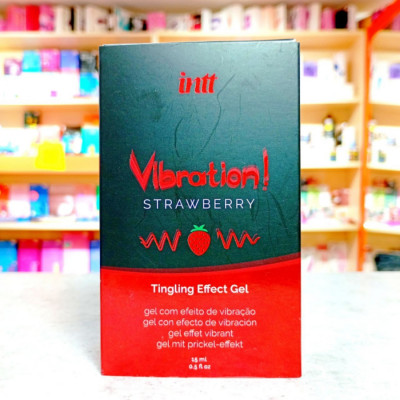 intt
Vibration!
STRAWBERRY
Tingling Effect Gel
gel com efeito de vibração
gel con efecto de vibración
gel effet vibrant
gel mit prickel-effekt
15 ml
0.5 fl oz